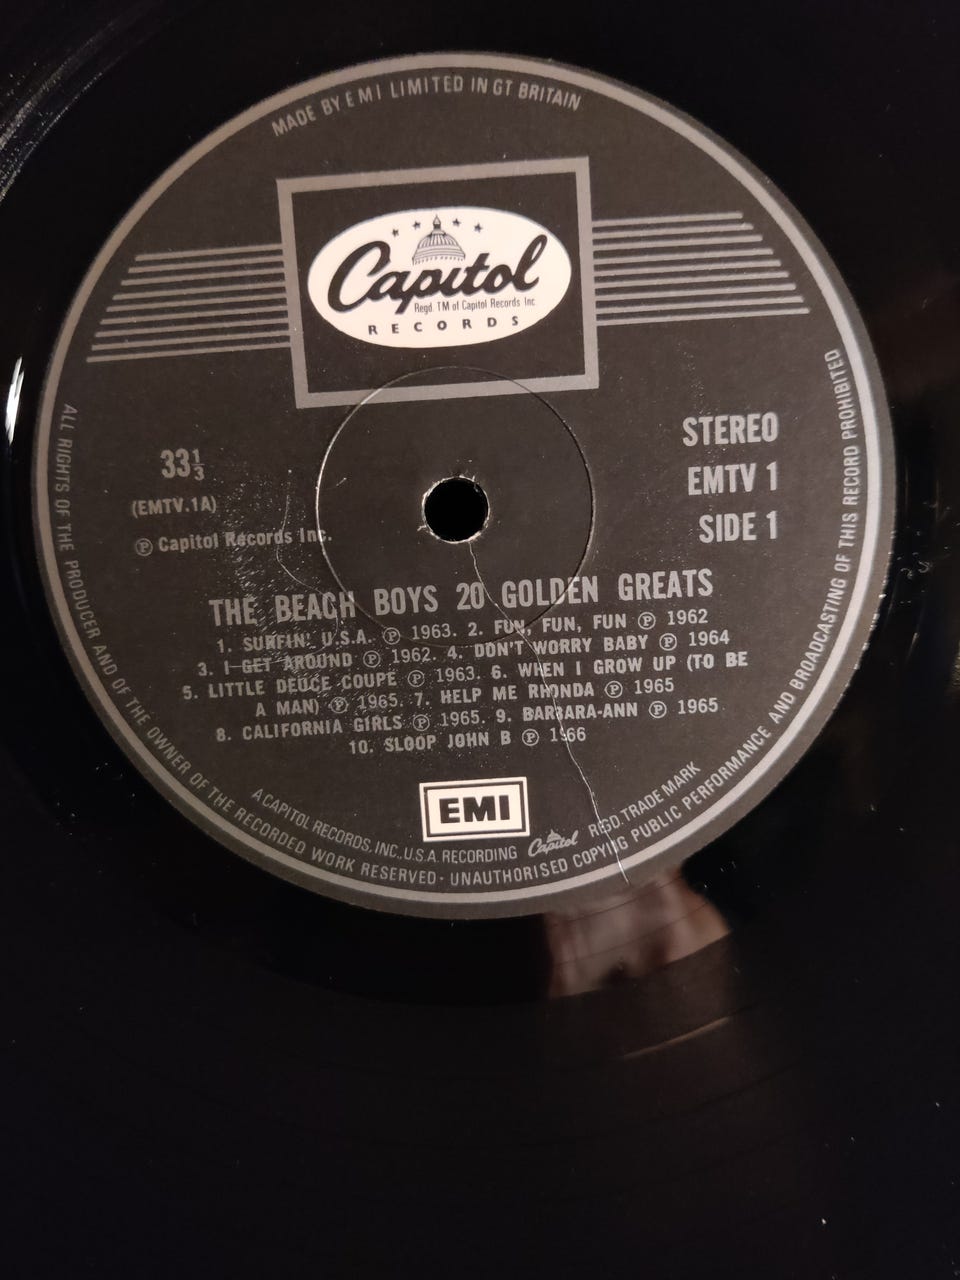 MADE BY EMI LIMITED IN GT BRITAIN
Capitol
Regd. TM of Capitol Records Inc
RECORDS
33⅓
(EMTV.1A)
Ⓟ Capitol Records Inc.
STEREO
EMTV 1
SIDE 1
THE BEACH BOYS 20 GOLDEN GREATS
1. SURFIN' U.S.A. Ⓟ 1963. 2. FUN, FUN, FUN Ⓟ 1962
3. I GET AROUND Ⓟ 1962. 4. DON'T WORRY BABY Ⓟ 1964
5. LITTLE DEUCE COUPE Ⓟ 1963. 6. WHEN I GROW UP (TO BE
A MAN) Ⓟ 1965. 7. HELP ME RHONDA Ⓟ 1965
8. CALIFORNIA GIRLS Ⓟ 1965. 9. BARBARA-ANN Ⓟ 1965
10. SLOOP JOHN B Ⓟ 1966
EMI
A CAPITOL RECORDS, INC., U.S.A. RECORDING Capitol REGD. TRADE MARK
ALL RIGHTS OF THE PRODUCER AND OF THE OWNER OF THE RECORDED WORK RESERVED · UNAUTHORISED COPYING PUBLIC PERFORMANCE AND BROADCASTING OF THIS RECORD PROHIBITED